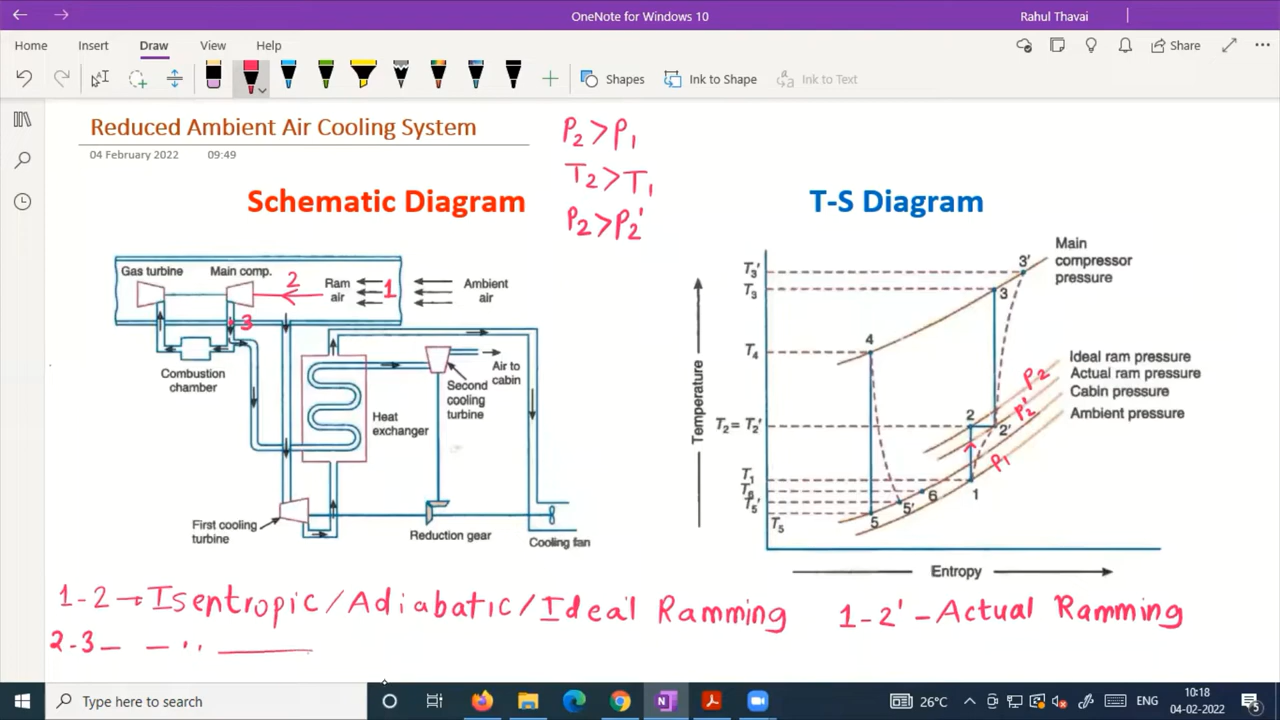 OneNote for Windows 10
Rahul Thavai
Home Insert Draw View Help
Share
Shapes
Ink to Shape
Ink to Text
Reduced Ambient Air Cooling System
04 February 2022 09:49
P2 > P1
T2 > T1
P2 > P2'
Schematic Diagram
Gas turbine
Main comp.
2
Ram air
1
Ambient air
3
Combustion chamber
Heat exchanger
Second cooling turbine
Air to cabin
First cooling turbine
Reduction gear
Cooling fan
T-S Diagram
Main compressor pressure
T3'
T3
T4
T2 = T2'
T1
T6
T5'
T5
3'
3
4
2
2'
1
6
5'
5
P2
P2'
P1
Ideal ram pressure
Actual ram pressure
Cabin pressure
Ambient pressure
Temperature
Entropy
1-2 → Isentropic/Adiabatic/Ideal Ramming
1-2' - Actual Ramming
2-3 — — ·· ———
Type here to search
26°C
ENG
10:18
04-02-2022
5